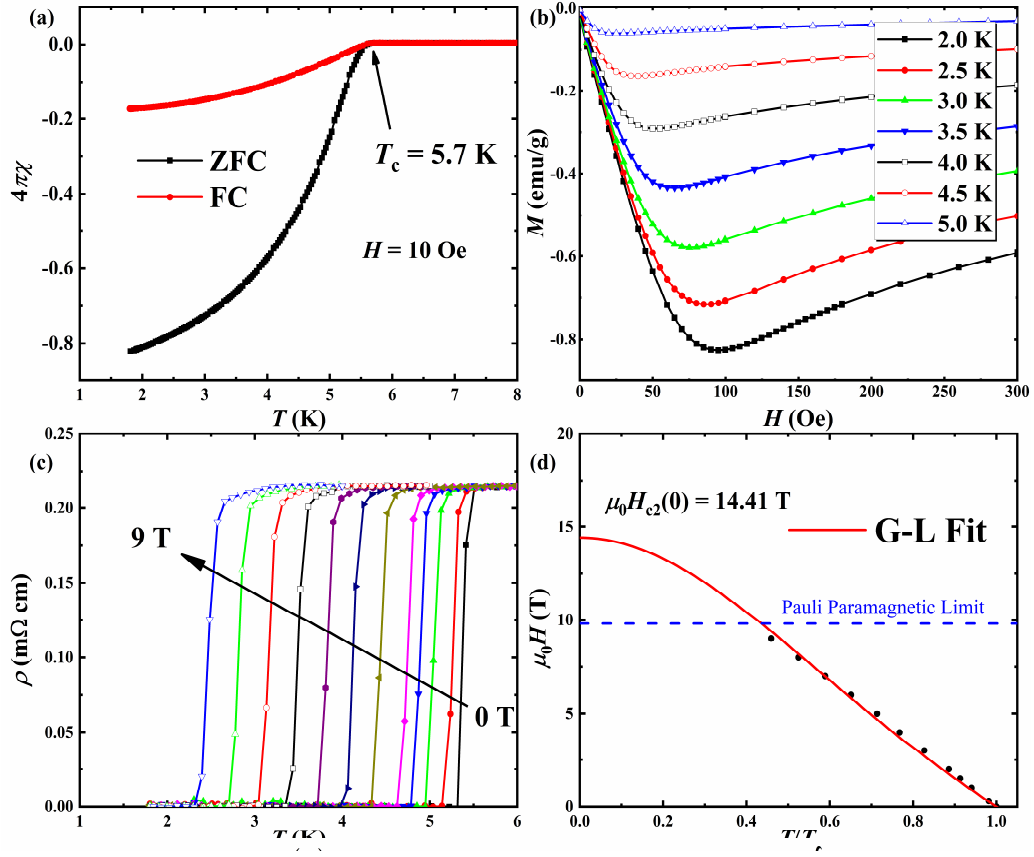 (a)
0.0
-0.2
-0.4
-0.6
-0.8
4πχ
ZFC
FC
Tc = 5.7 K
H = 10 Oe
1 2 3 4 5 6 7 8
T (K)
(b)
0.0
-0.2
-0.4
-0.6
-0.8
M (emu/g)
2.0 K
2.5 K
3.0 K
3.5 K
4.0 K
4.5 K
5.0 K
0 50 100 150 200 250 300
H (Oe)
(c)
0.25
0.20
0.15
0.10
0.05
0.00
ρ (mΩ cm)
9 T
0 T
1 2 3 4 5 6
T (K)
(d)
20
15
10
5
0
μ0H (T)
μ0Hc2(0) = 14.41 T
G-L Fit
Pauli Paramagnetic Limit
0.0 0.2 0.4 0.6 0.8 1.0